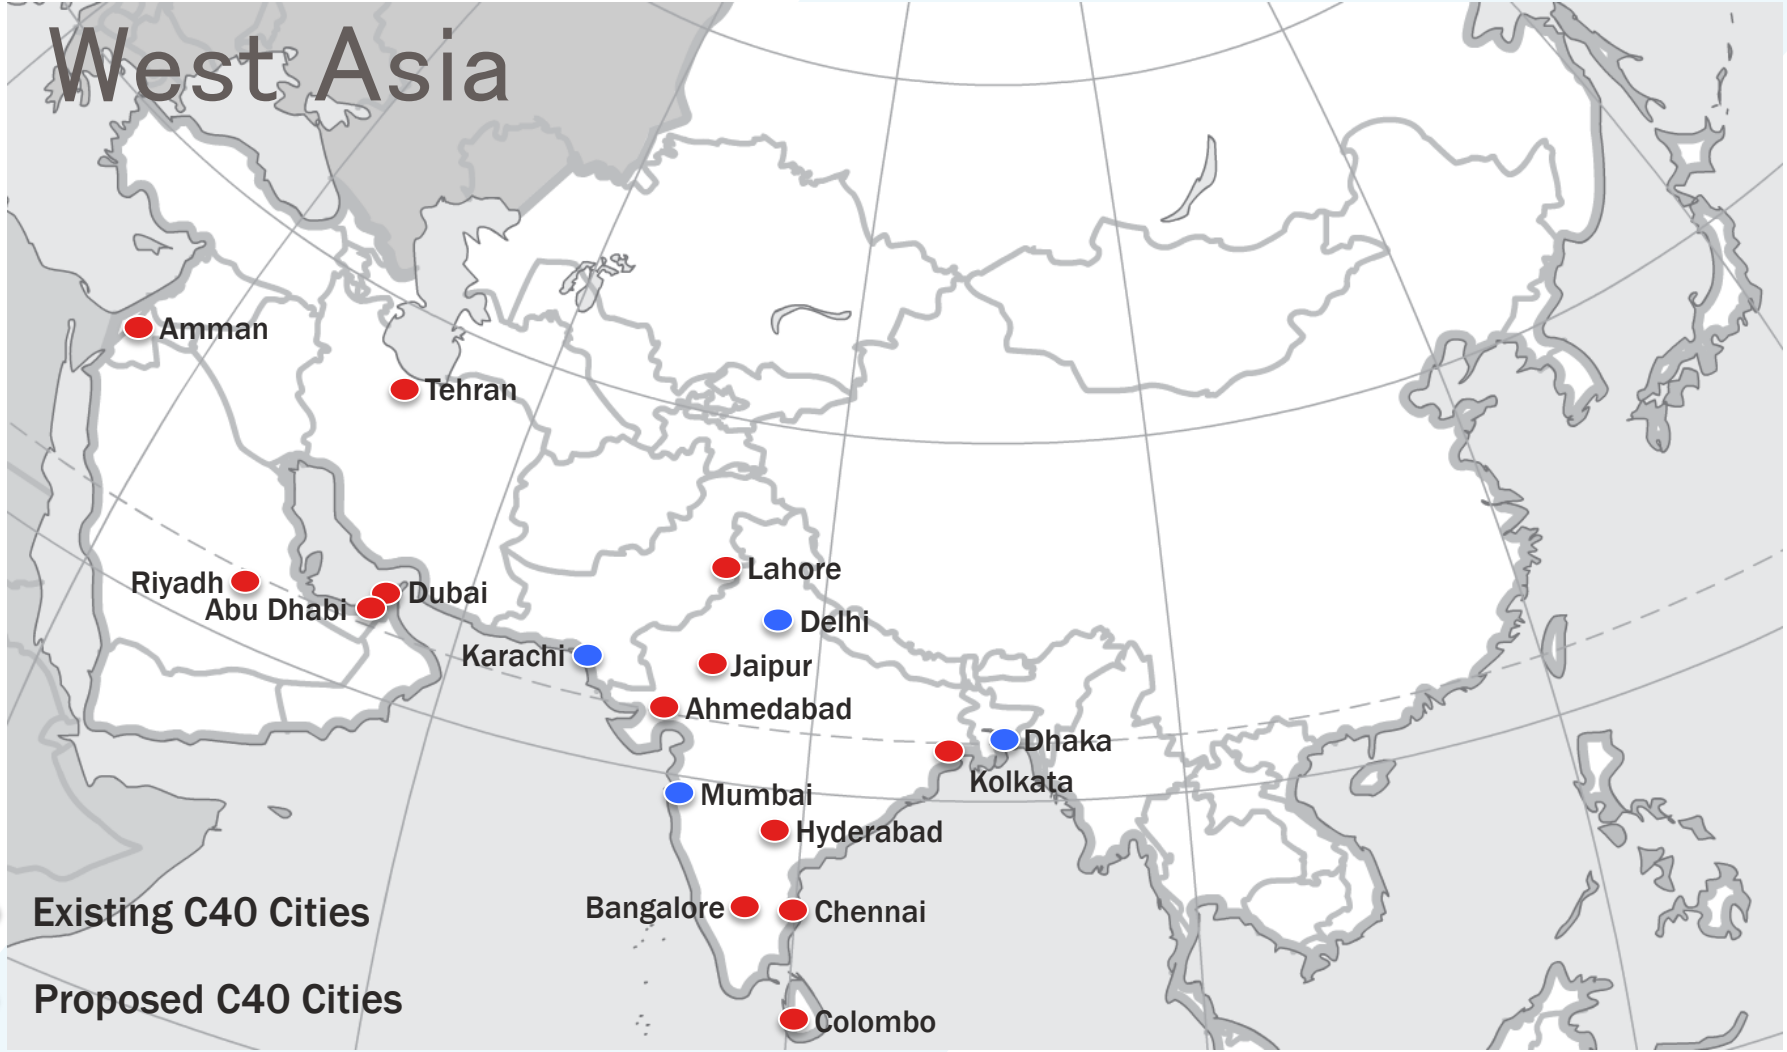 West Asia
Amman
Tehran
Lahore
Riyadh
Dubai
Abu Dhabi
Delhi
Karachi
Jaipur
Ahmedabad
Dhaka
Kolkata
Mumbai
Hyderabad
Bangalore
Chennai
Existing C40 Cities
Proposed C40 Cities
Colombo